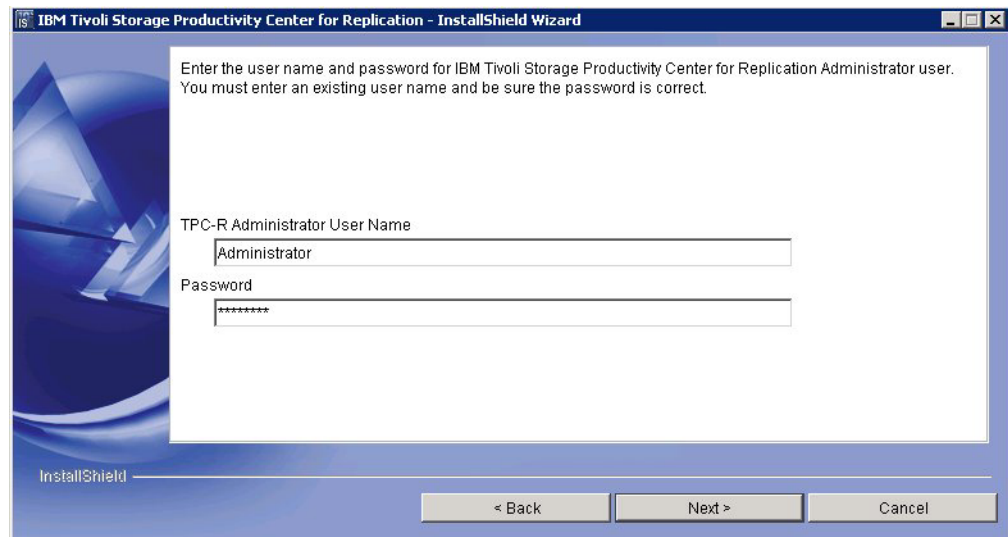 IBM Tivoli Storage Productivity Center for Replication - InstallShield Wizard
Enter the user name and password for IBM Tivoli Storage Productivity Center for Replication Administrator user.
You must enter an existing user name and be sure the password is correct.
TPC-R Administrator User Name
Administrator
Password
********
InstallShield
< Back
Next >
Cancel